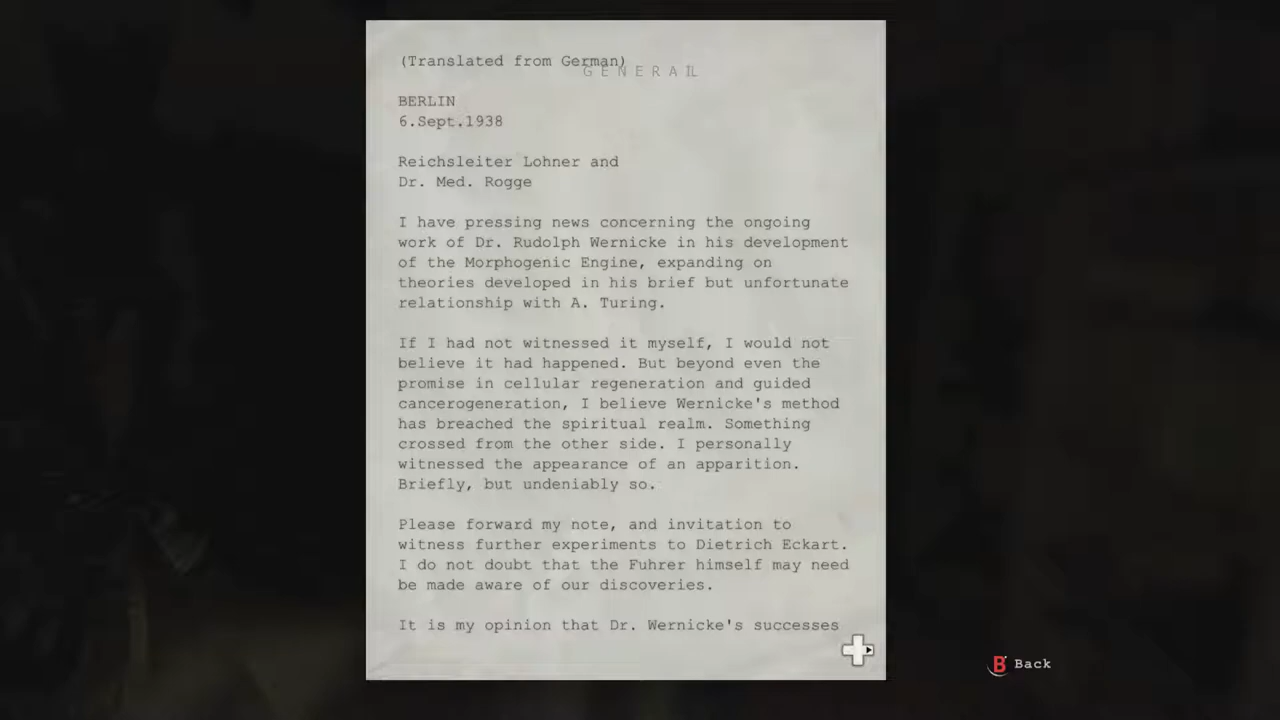 (Translated from German)
GENERAL
BERLIN
6.Sept.1938
Reichsleiter Lohner and
Dr. Med. Rogge
I have pressing news concerning the ongoing
work of Dr. Rudolph Wernicke in his development
of the Morphogenic Engine, expanding on
theories developed in his brief but unfortunate
relationship with A. Turing.
If I had not witnessed it myself, I would not
believe it had happened. But beyond even the
promise in cellular regeneration and guided
cancerogeneration, I believe Wernicke's method
has breached the spiritual realm. Something
crossed from the other side. I personally
witnessed the appearance of an apparition.
Briefly, but undeniably so.
Please forward my note, and invitation to
witness further experiments to Dietrich Eckart.
I do not doubt that the Fuhrer himself may need
be made aware of our discoveries.
It is my opinion that Dr. Wernicke's successes
B Back